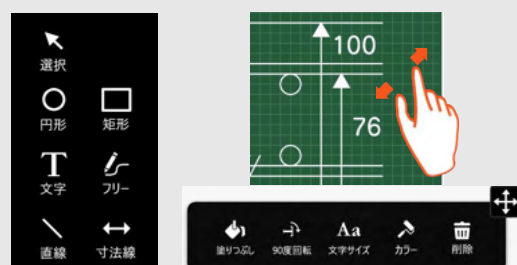 選択
円形 矩形
T
文字 フリー
直線 寸法線
100
76
Aa
塗りつぶし 90度回転 文字サイズ カラー 削除